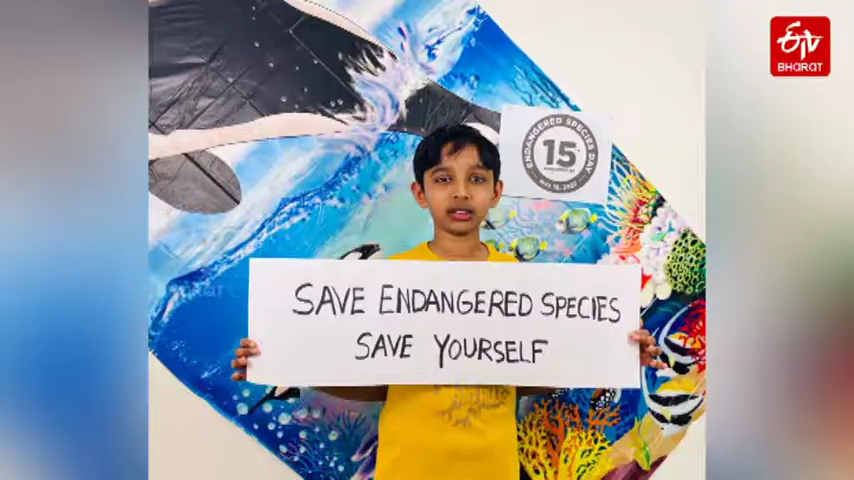 ETV
BHARAT
ENDANGERED SPECIES DAY
15
SAVE ENDANGERED SPECIES
SAVE YOURSELF